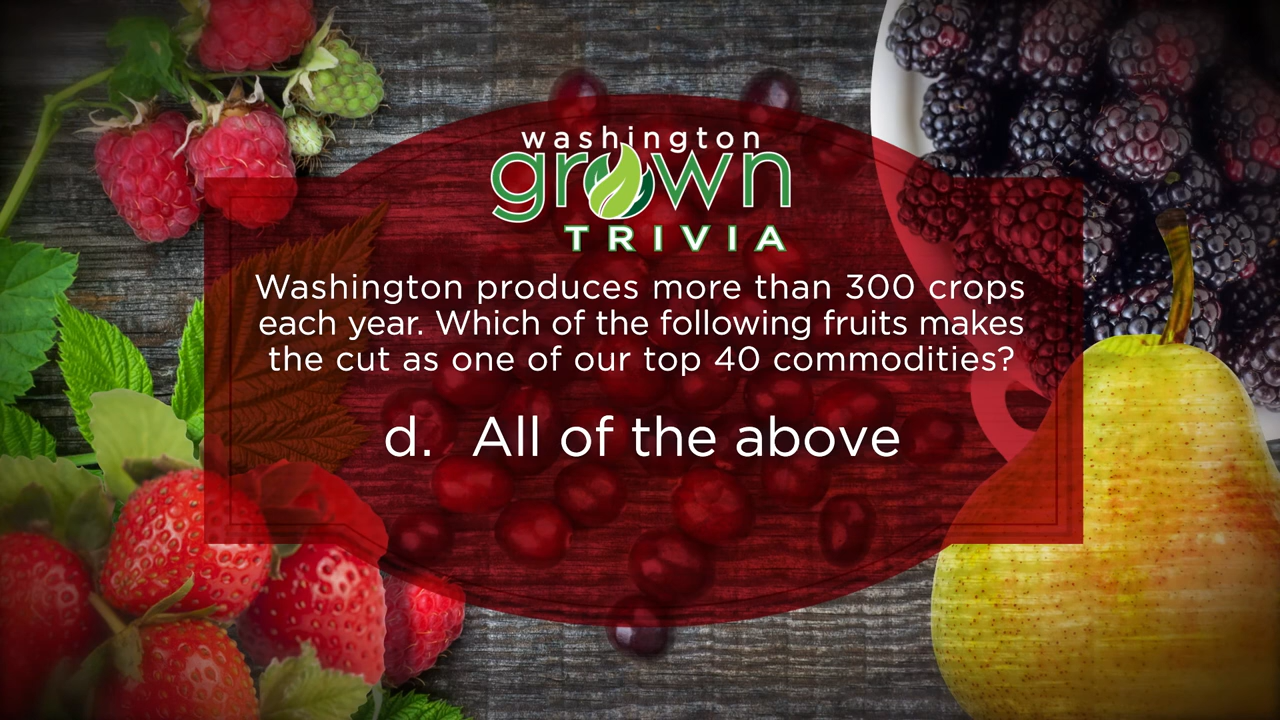 washington
grown
TRIVIA
Washington produces more than 300 crops
each year. Which of the following fruits makes
the cut as one of our top 40 commodities?
d. All of the above